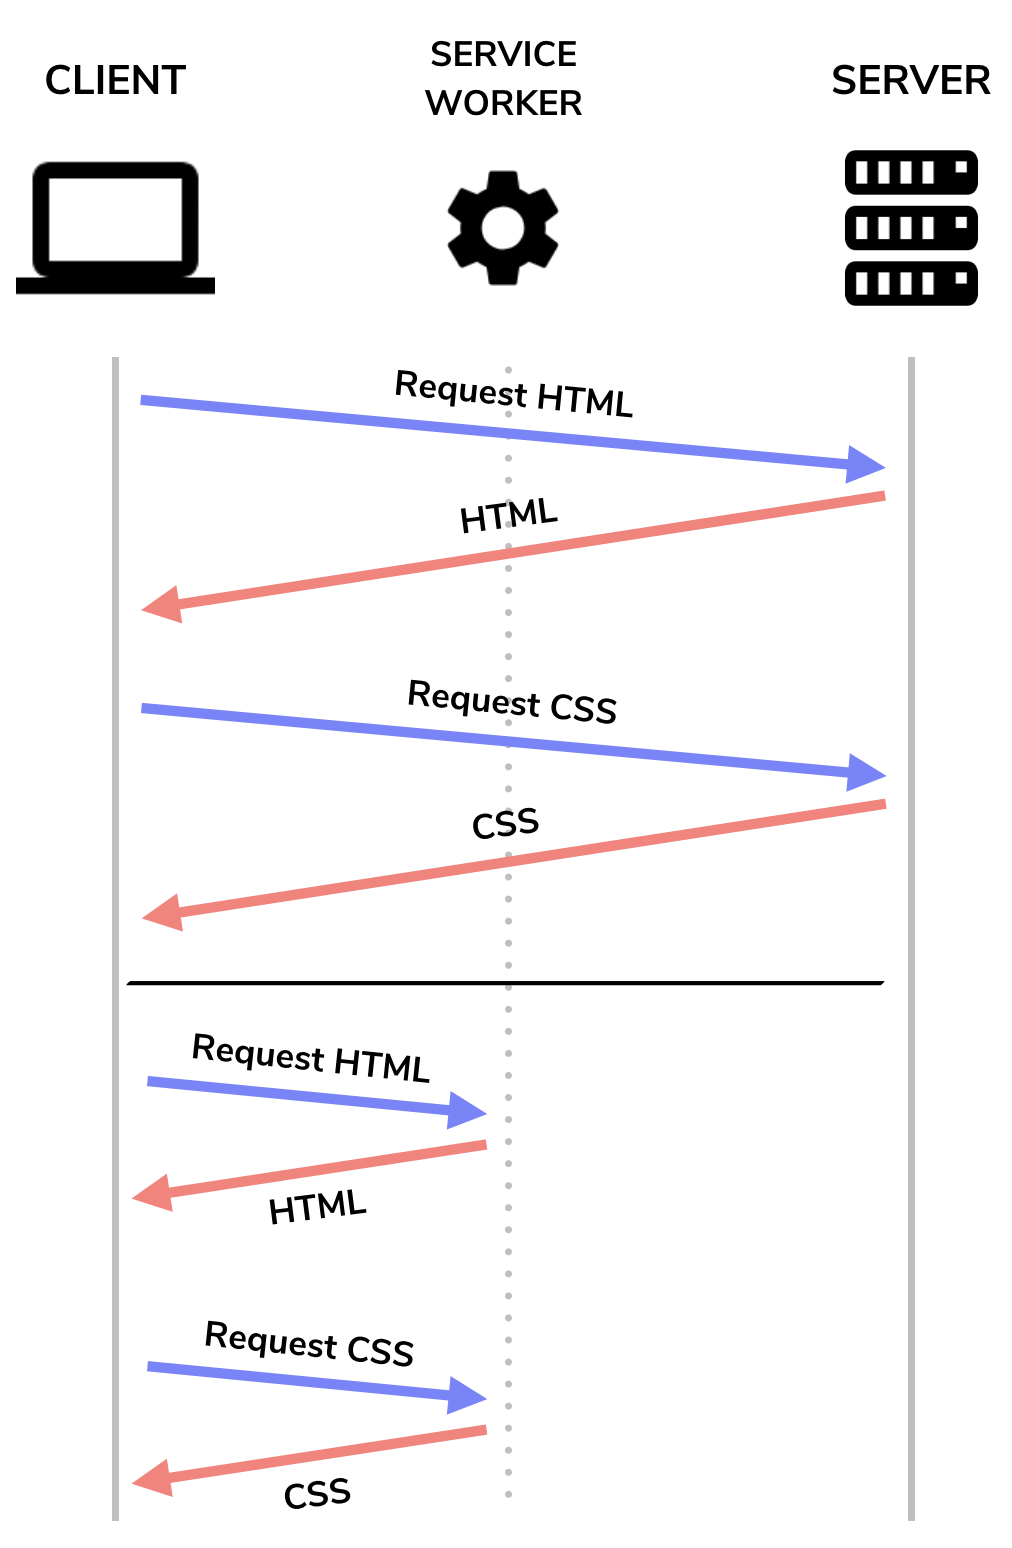 CLIENT
SERVICE
WORKER
SERVER
Request HTML
HTML
Request CSS
CSS
Request HTML
HTML
Request CSS
CSS